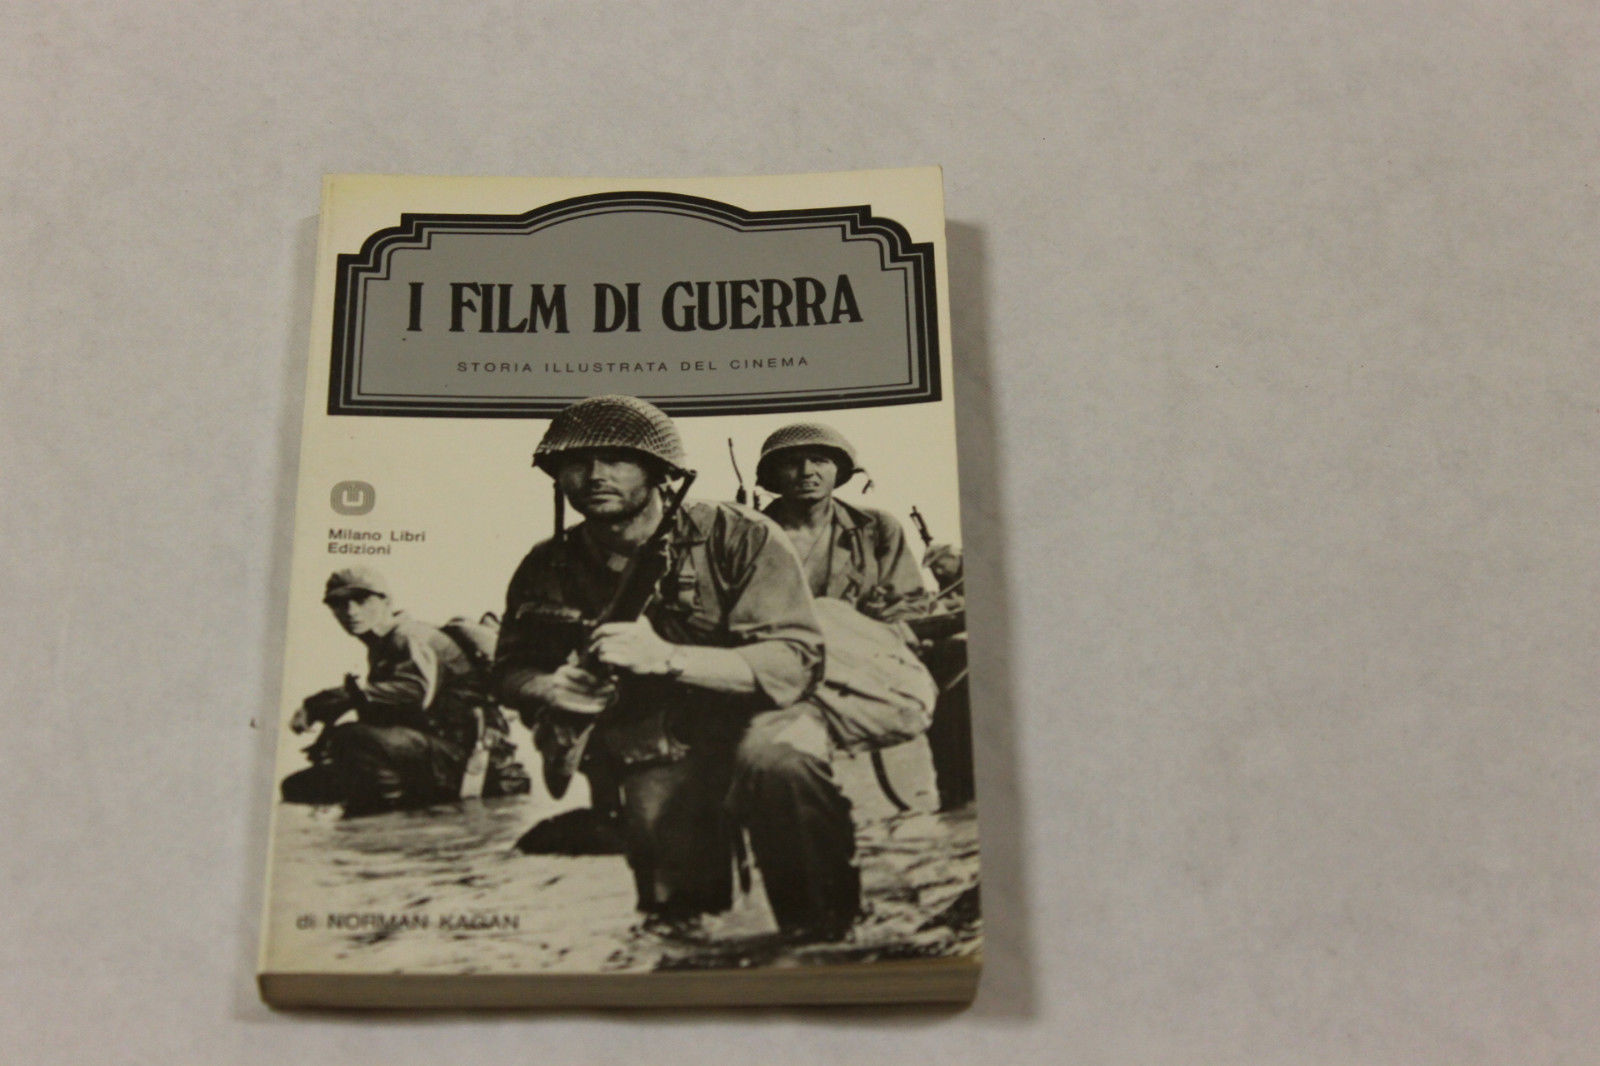 I FILM DI GUERRA
STORIA ILLUSTRATA DEL CINEMA
Milano Libri
Edizioni
di NORMAN KAGAN